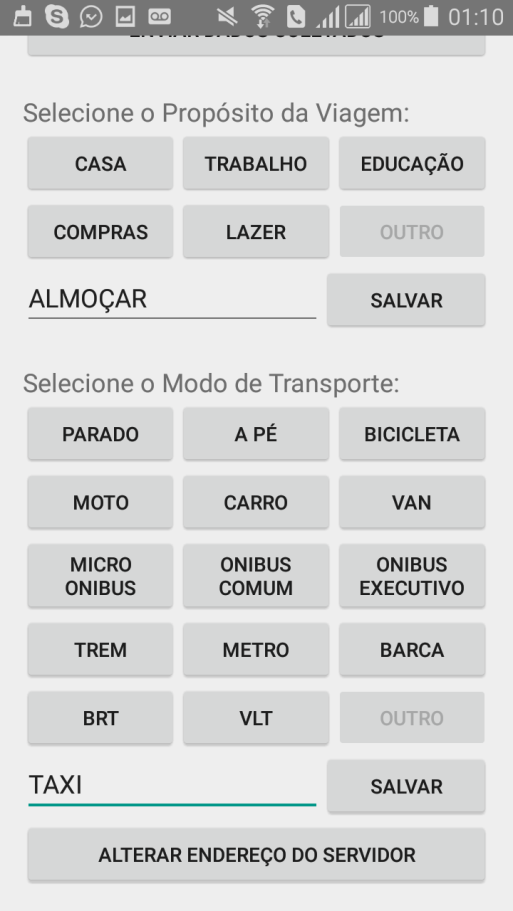 100% 01:10
Selecione o Propósito da Viagem:
CASA TRABALHO EDUCAÇÃO
COMPRAS LAZER OUTRO
ALMOÇAR SALVAR
Selecione o Modo de Transporte:
PARADO A PÉ BICICLETA
MOTO CARRO VAN
MICRO ONIBUS ONIBUS
ONIBUS COMUM EXECUTIVO
TREM METRO BARCA
BRT VLT OUTRO
TAXI SALVAR
ALTERAR ENDEREÇO DO SERVIDOR